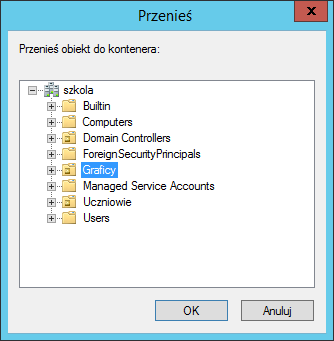 Przenieś
x
Przenieś obiekt do kontenera:
szkola
Builtin
Computers
Domain Controllers
ForeignSecurityPrincipals
Graficy
Managed Service Accounts
Uczniowie
Users
OK
Anuluj